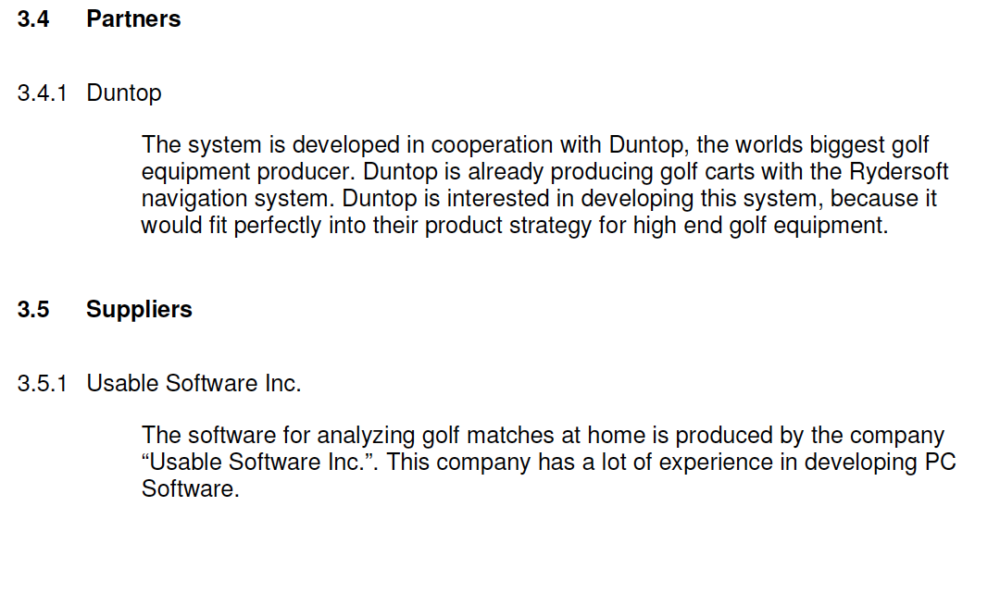 3.4 Partners
3.4.1 Duntop
The system is developed in cooperation with Duntop, the worlds biggest golf
equipment producer. Duntop is already producing golf carts with the Rydersoft
navigation system. Duntop is interested in developing this system, because it
would fit perfectly into their product strategy for high end golf equipment.
3.5 Suppliers
3.5.1 Usable Software Inc.
The software for analyzing golf matches at home is produced by the company
“Usable Software Inc.”. This company has a lot of experience in developing PC
Software.